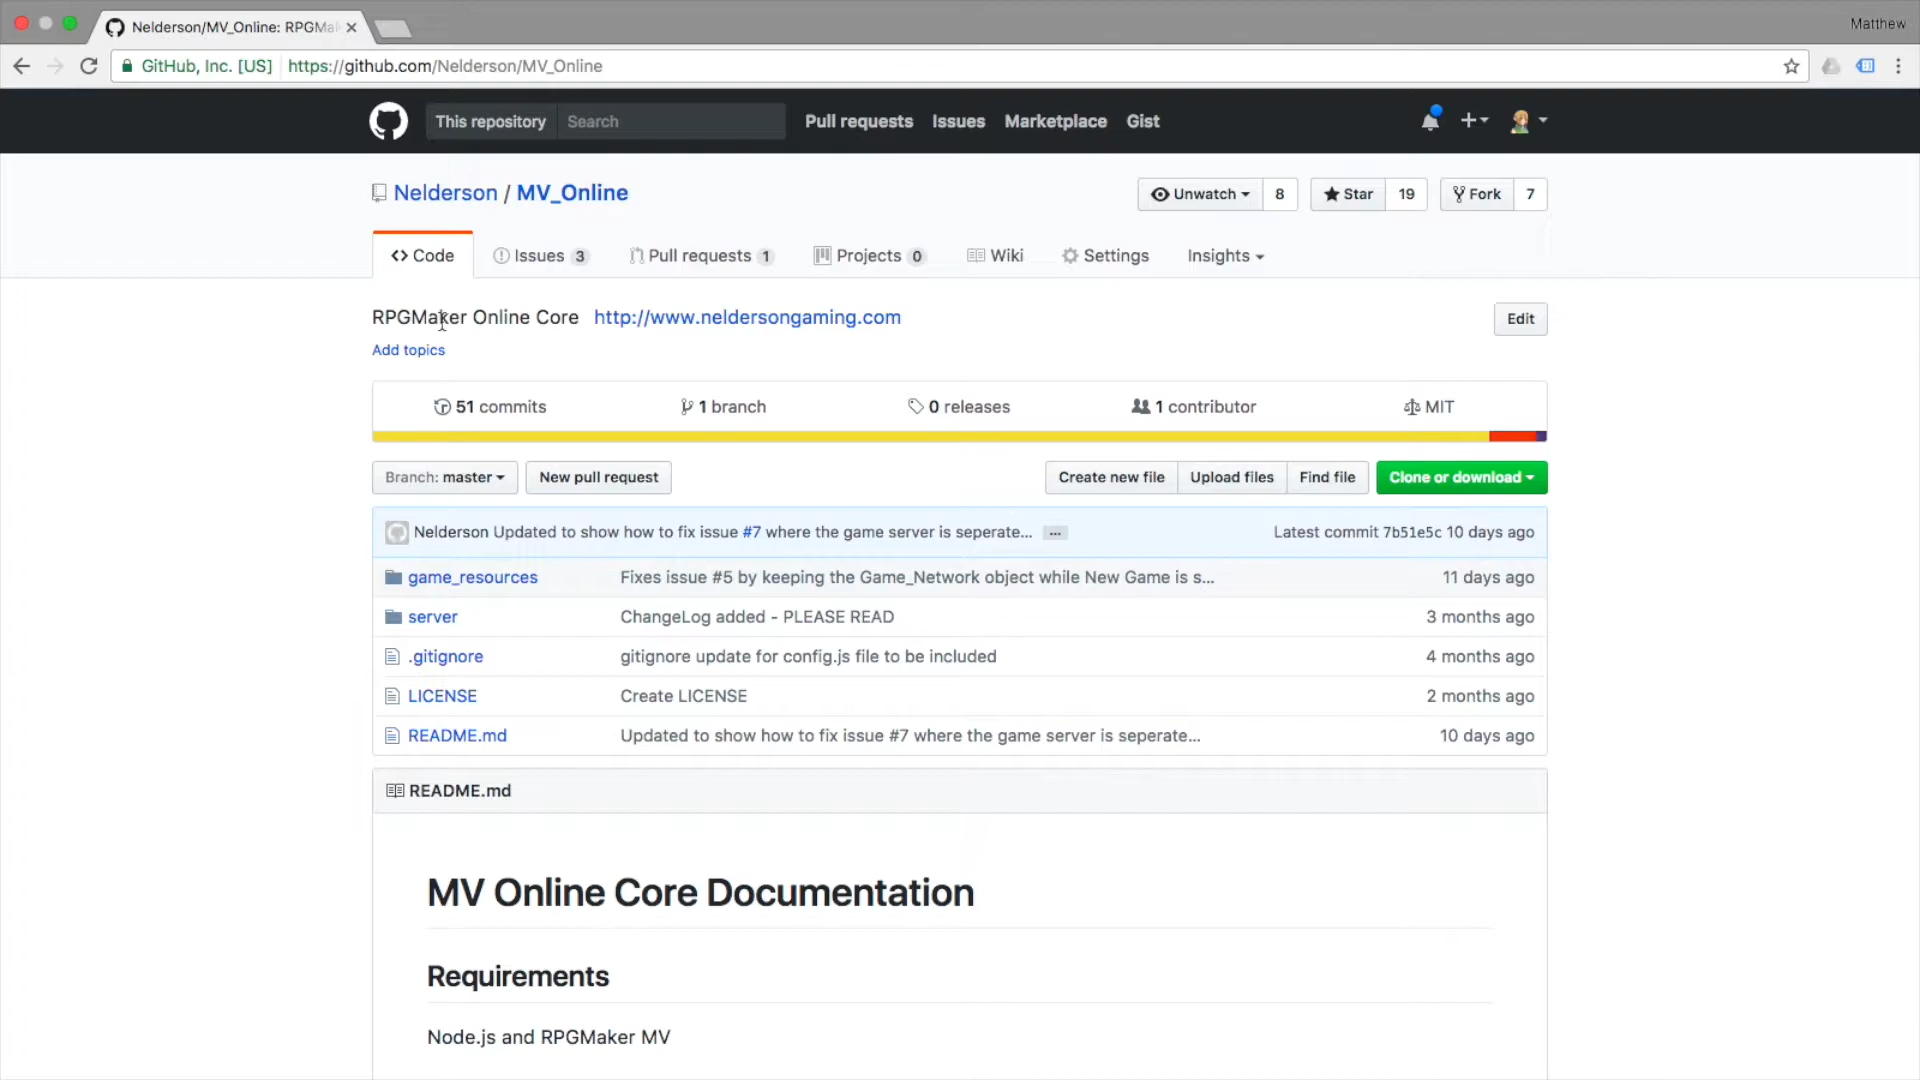 Nelderson/MV_Online: RPGMa
Matthew
GitHub, Inc. [US] https://github.com/Nelderson/MV_Online
This repository Search Pull requests Issues Marketplace Gist
Nelderson / MV_Online Unwatch 8 Star 19 Fork 7
Code Issues 3 Pull requests 1 Projects 0 Wiki Settings Insights
RPGMaker Online Core http://www.neldersongaming.com Edit
Add topics
51 commits 1 branch 0 releases 1 contributor MIT
Branch: master New pull request Create new file Upload files Find file Clone or download
Nelderson Updated to show how to fix issue #7 where the game server is seperate... ... Latest commit 7b51e5c 10 days ago
game_resources Fixes issue #5 by keeping the Game_Network object while New Game is s... 11 days ago
server ChangeLog added - PLEASE READ 3 months ago
.gitignore gitignore update for config.js file to be included 4 months ago
LICENSE Create LICENSE 2 months ago
README.md Updated to show how to fix issue #7 where the game server is seperate... 10 days ago
README.md
MV Online Core Documentation
Requirements
Node.js and RPGMaker MV